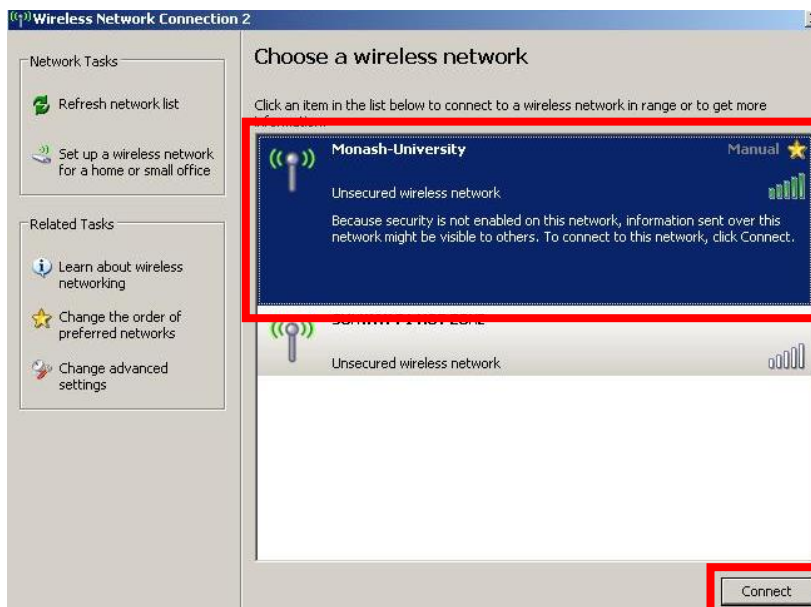 Wireless Network Connection 2
Network Tasks
Refresh network list
Set up a wireless network
for a home or small office
Related Tasks
Learn about wireless
networking
Change the order of
preferred networks
Change advanced
settings
Choose a wireless network
Click an item in the list below to connect to a wireless network in range or to get more
Monash-University
Manual
Unsecured wireless network
Because security is not enabled on this network, information sent over this
network might be visible to others. To connect to this network, click Connect.
Unsecured wireless network
Connect